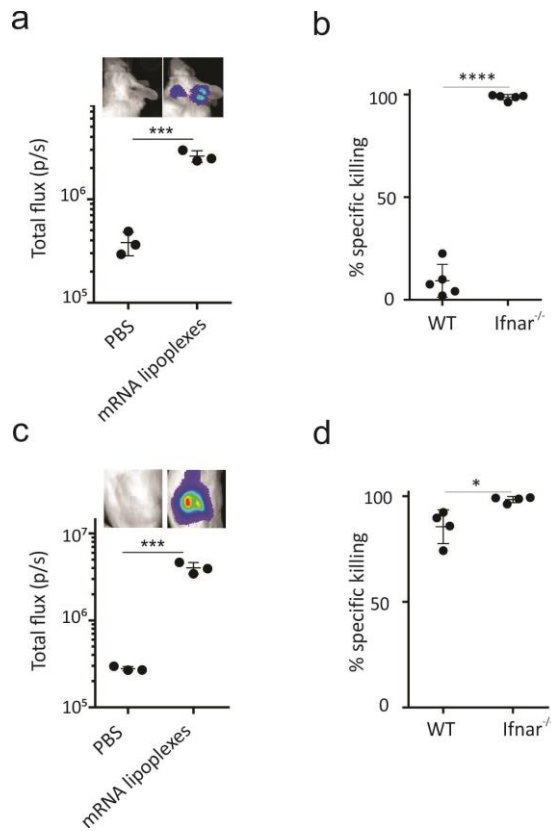 a
Total flux (p/s)
10⁶
10⁵
***
PBS
mRNA lipoplexes
b
% specific killing
100
50
0
****
WT
Ifnar⁻/⁻
c
Total flux (p/s)
10⁷
10⁶
10⁵
***
PBS
mRNA lipoplexes
d
% specific killing
100
50
0
*
WT
Ifnar⁻/⁻